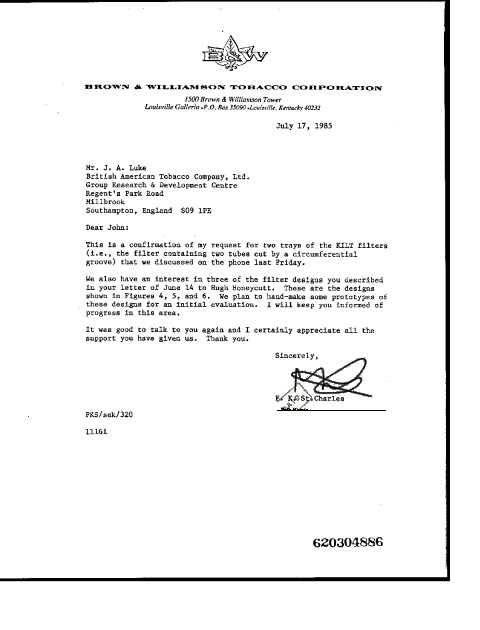 B&W
BROWN & WILLIAMSON TOBACCO CORPORATION
1500 Brown & Williamson Tower
Louisville Galleria • P.O. Box 35090 • Louisville, Kentucky 40232
July 17, 1985
Mr. J. A. Luke
British American Tobacco Company, Ltd.
Group Research & Development Centre
Regent's Park Road
Millbrook
Southampton, England S09 1PE
Dear John:
This is a confirmation of my request for two trays of the KILT filters
(i.e., the filter containing two tubes cut by a circumferential
groove) that we discussed on the phone last Friday.
We also have an interest in three of the filter designs you described
in your letter of June 14 to Hugh Honeycutt. These are the designs
shown in Figures 4, 5, and 6. We plan to hand-make some prototypes of
these designs for an initial evaluation. I will keep you informed of
progress in this area.
It was good to talk to you again and I certainly appreciate all the
support you have given us. Thank you.
Sincerely,
P. K. St. Charles
PKS/sek/320
11161
620304886